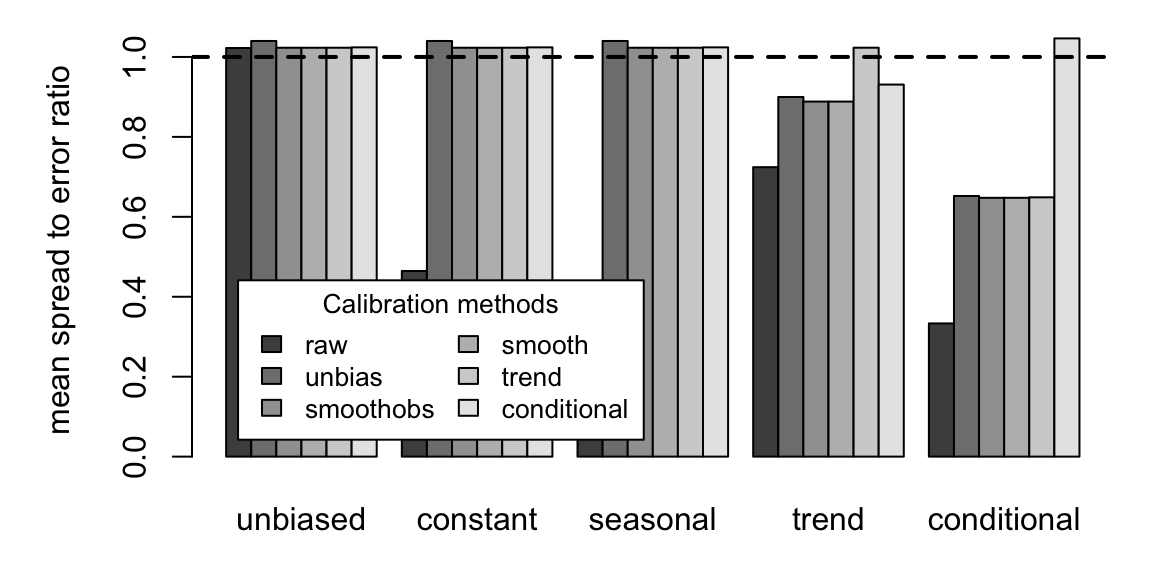 mean spread to error ratio
1.0
0.8
0.6
0.4
0.2
0.0
Calibration methods
raw
unbias
smoothobs
smooth
trend
conditional
unbiased constant seasonal trend conditional